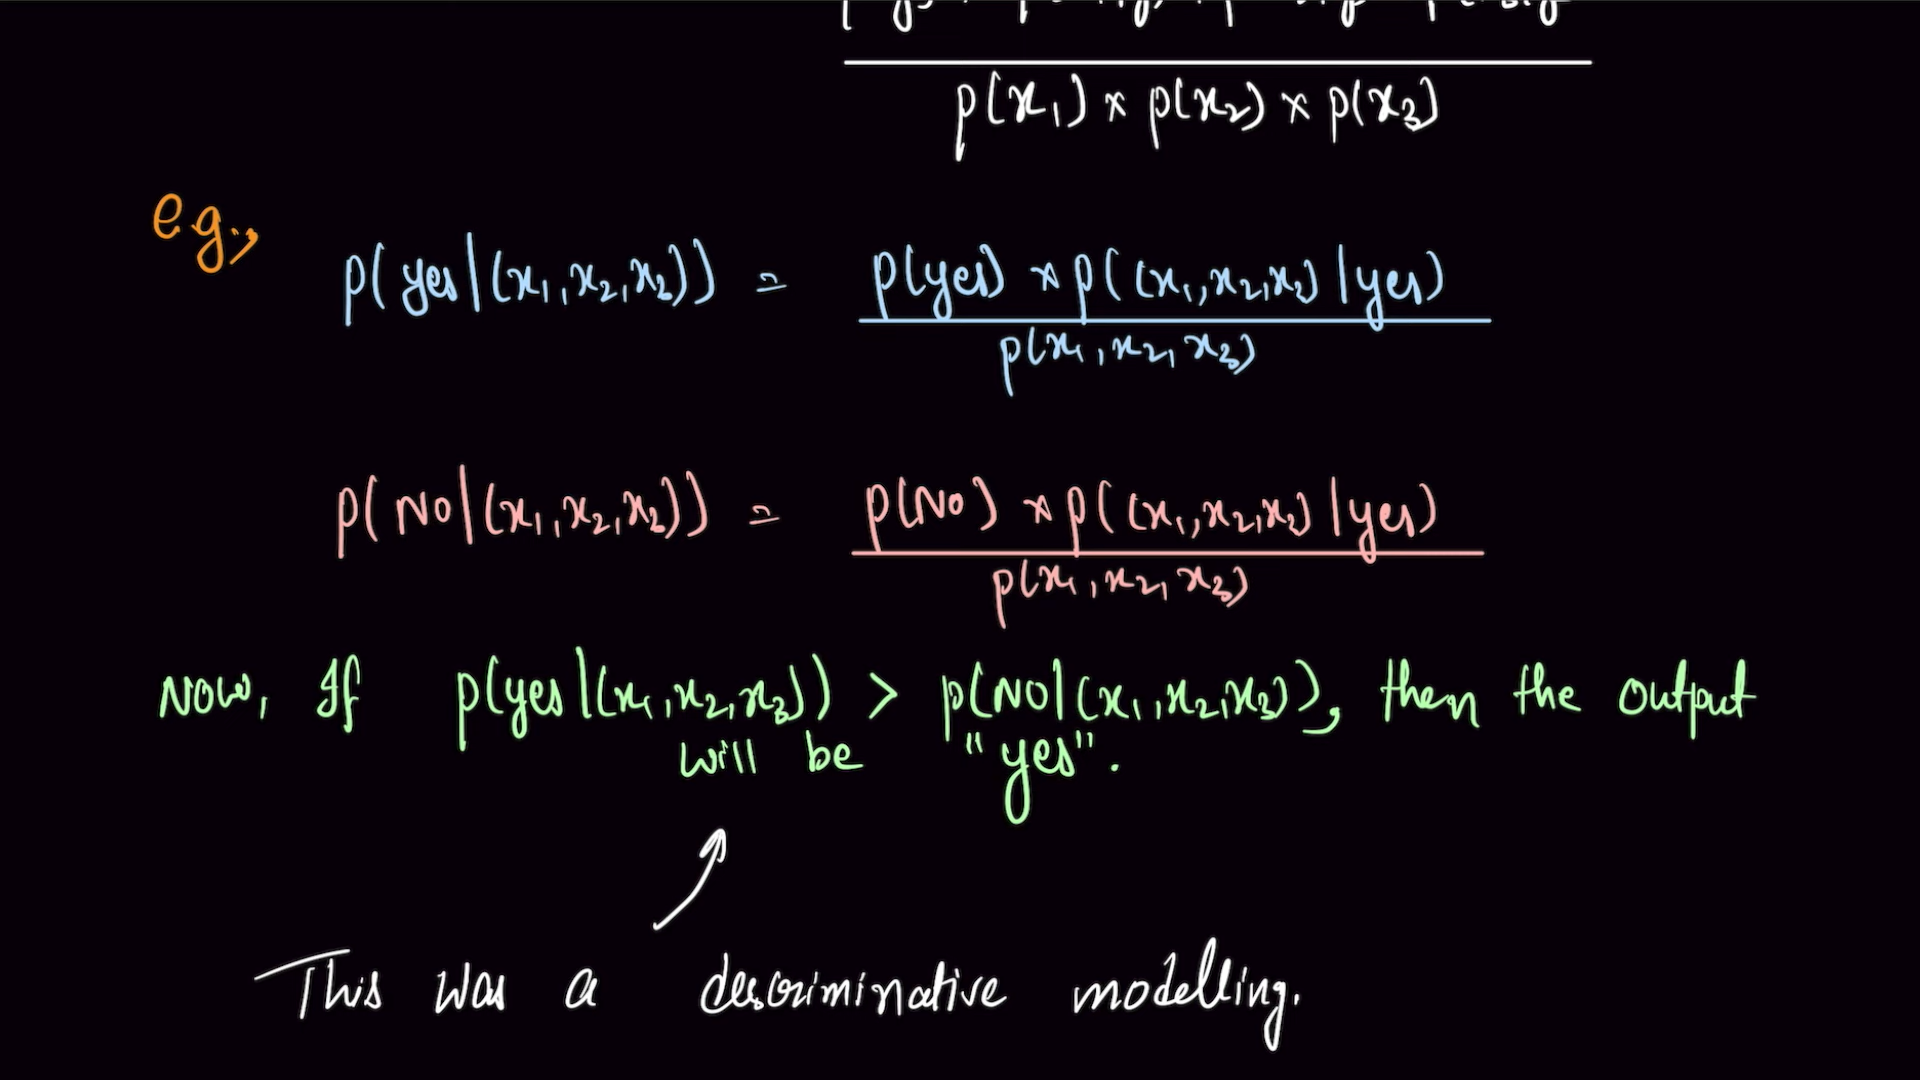 p(x₁) × p(x₂) × p(x₃)
e.g.,
p(yes|(x₁,x₂,x₃)) = p(yes) × p((x₁,x₂,x₃)|yes)
p(x₁,x₂,x₃)
p(NO|(x₁,x₂,x₃)) = p(NO) × p((x₁,x₂,x₃)|yes)
p(x₁,x₂,x₃)
NOW, If p(yes|(x₁,x₂,x₃)) > p(NO|(x₁,x₂,x₃)), then the output
will be "yes".
This was a descriminative modelling.